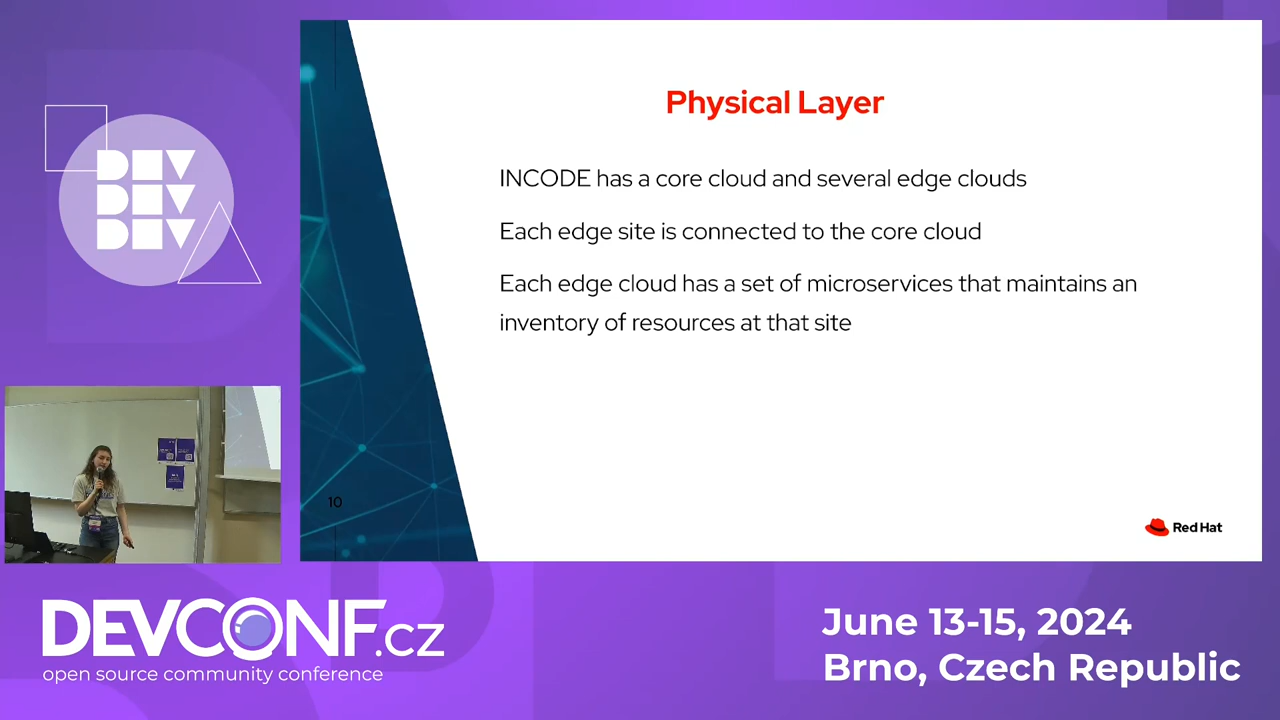 DEV
DEV
DEV
Physical Layer
INCODE has a core cloud and several edge clouds
Each edge site is connected to the core cloud
Each edge cloud has a set of microservices that maintains an
inventory of resources at that site
10
Red Hat
DEVCONF.cz
open source community conference
June 13-15, 2024
Brno, Czech Republic